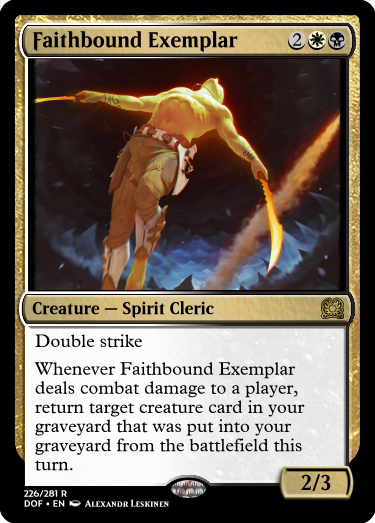 Faithbound Exemplar 2
Creature — Spirit Cleric
Double strike
Whenever Faithbound Exemplar
deals combat damage to a player,
return target creature card in your
graveyard that was put into your
graveyard from the battlefield this
turn.
2/3
226/281 R
DOF • EN Alexandr Leskinen